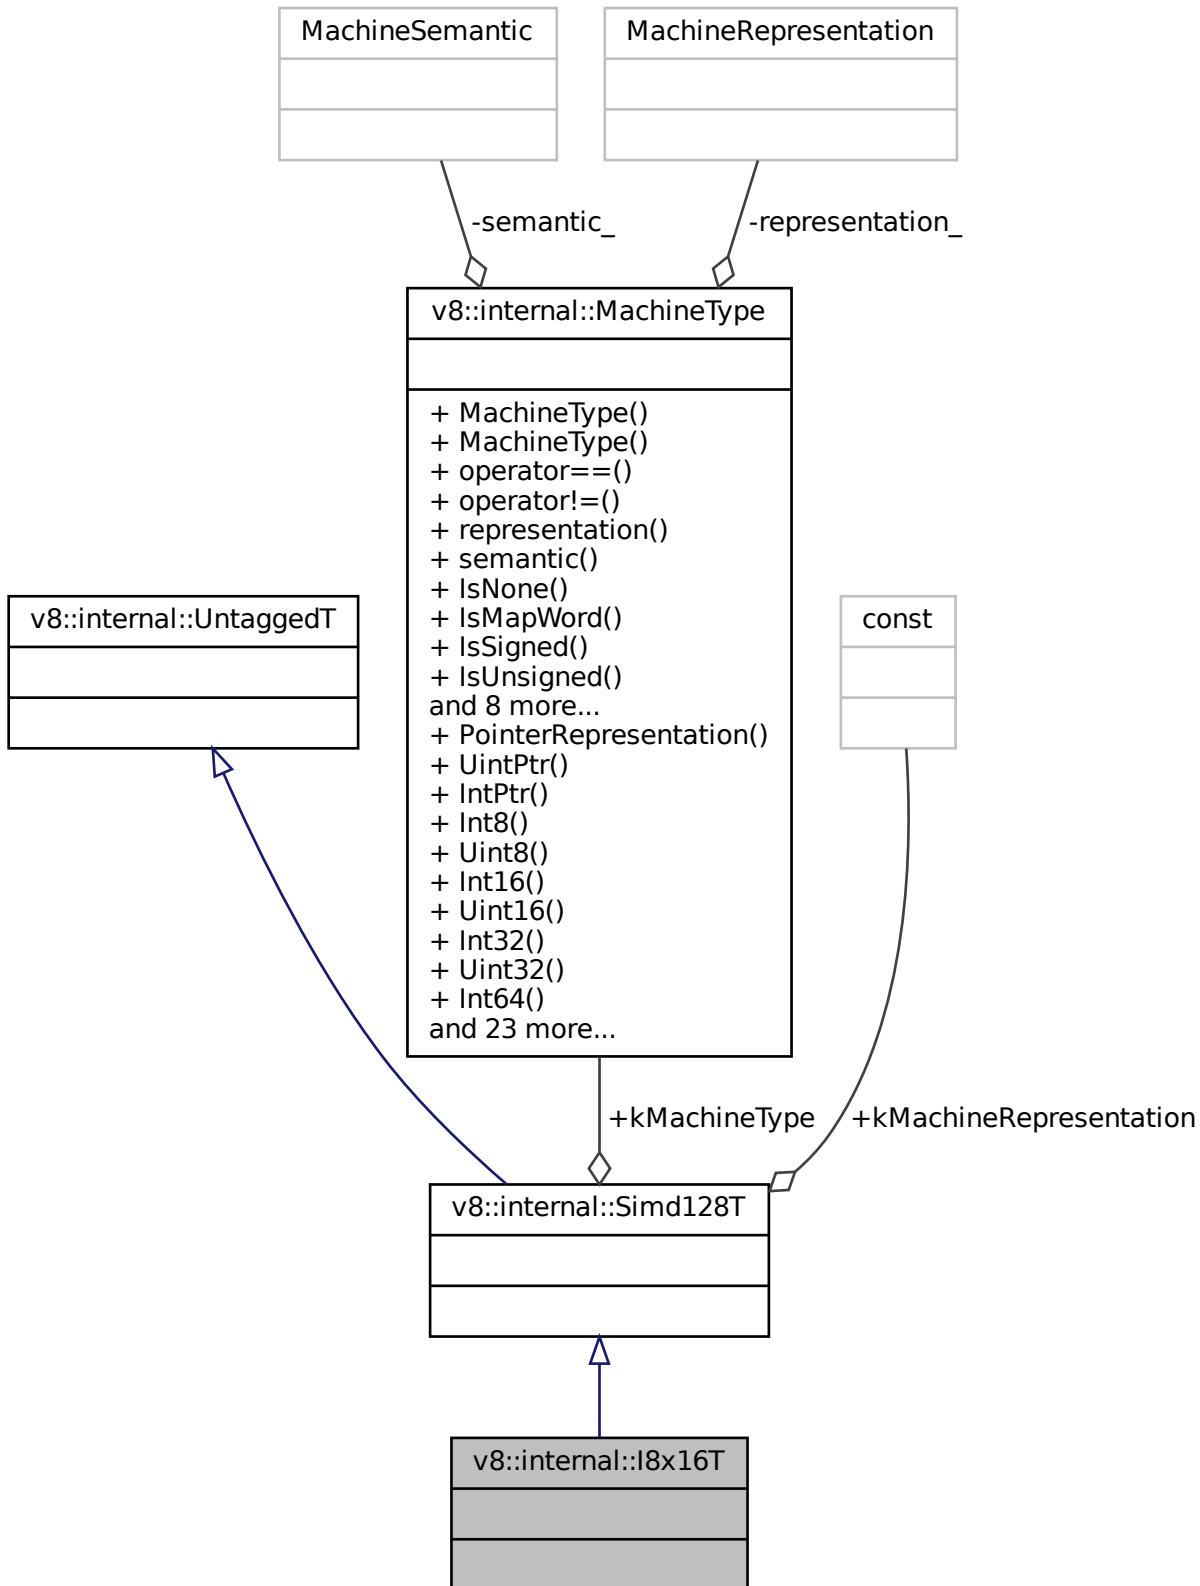 MachineSemantic
MachineRepresentation
-semantic_
-representation_
v8::internal::MachineType
+ MachineType()
+ MachineType()
+ operator==()
+ operator!=()
+ representation()
+ semantic()
+ IsNone()
+ IsMapWord()
+ IsSigned()
+ IsUnsigned()
and 8 more...
+ PointerRepresentation()
+ UintPtr()
+ IntPtr()
+ Int8()
+ Uint8()
+ Int16()
+ Uint16()
+ Int32()
+ Uint32()
+ Int64()
and 23 more...
v8::internal::UntaggedT
const
+kMachineType
+kMachineRepresentation
v8::internal::Simd128T
v8::internal::I8x16T